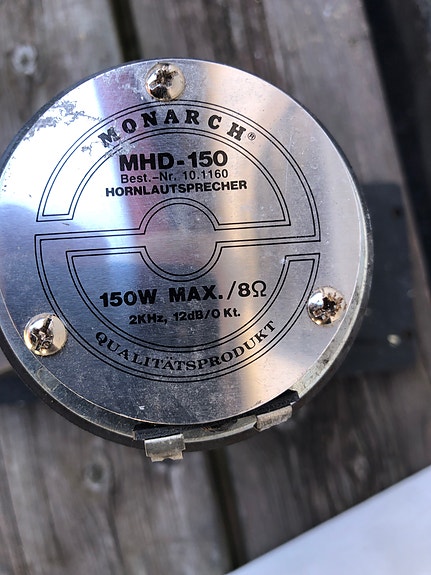 MONARCH®
MHD-150
Best.-Nr. 10.1160
HORNLAUTSPRECHER
150W MAX./8Ω
2KHz, 12dB/O Kt.
QUALITÄTSPRODUKT